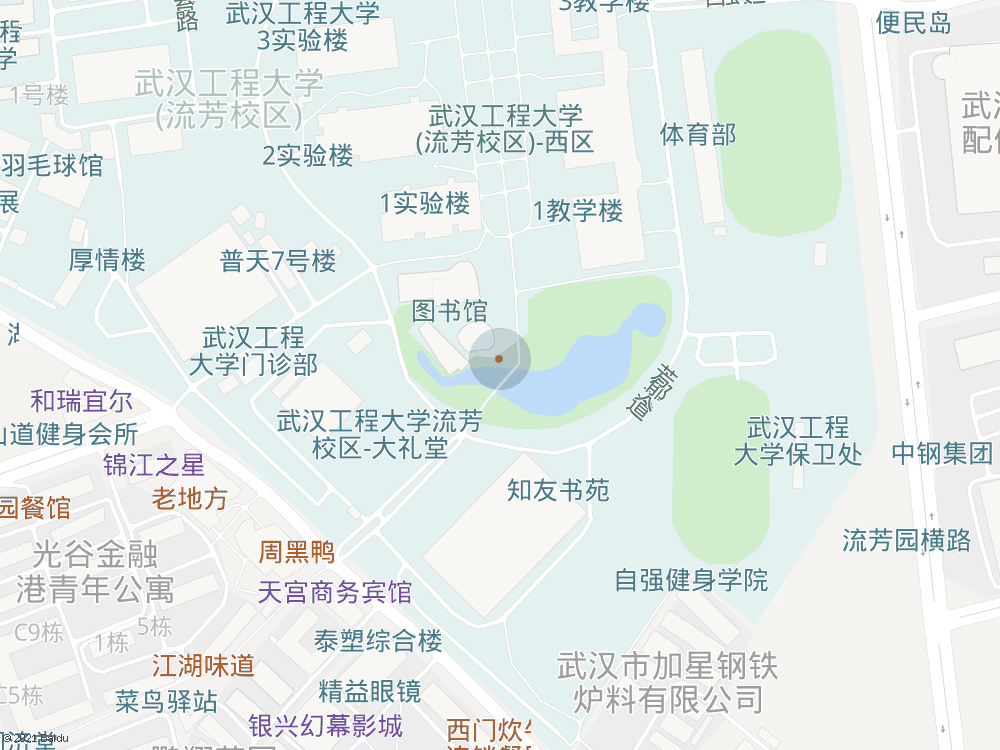 武汉工程大学
3实验楼
3教学楼
便民岛
1号楼
武汉工程大学
(流芳校区)
武汉工程大学
(流芳校区)-西区
体育部
2实验楼
羽毛球馆
展
1实验楼
1教学楼
厚情楼
普天7号楼
图书馆
武汉工程
大学门诊部
和瑞宜尔
山道健身会所
武汉工程大学流芳
校区-大礼堂
武汉工程
大学保卫处
中钢集团
锦江之星
老地方
园餐馆
知友书苑
周黑鸭
光谷金融
港青年公寓
天宫商务宾馆
自强健身学院
流芳园横路
C9栋
1栋
5栋
泰塑综合楼
江湖味道
武汉市加星钢铁
炉料有限公司
C5栋
菜鸟驿站
精益眼镜
银兴幻幕影城
西门炊
© 2021 Baidu